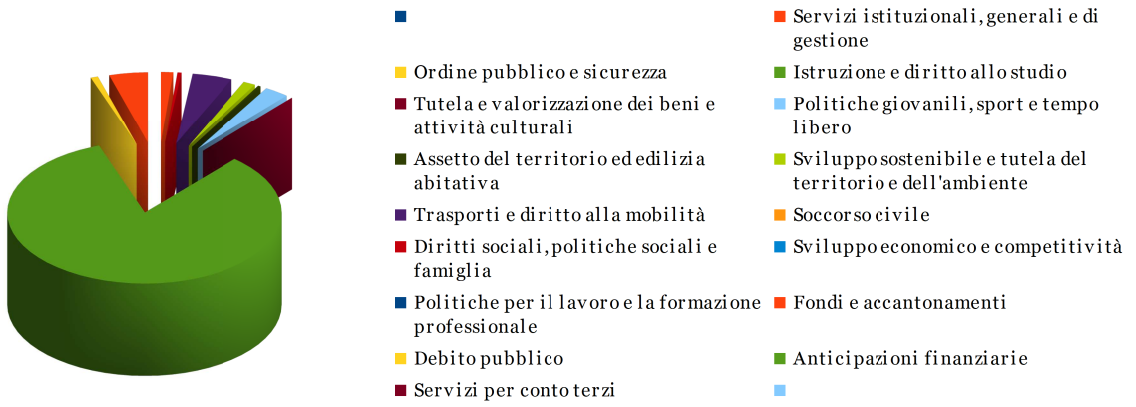 Servizi istituzionali, generali e di
gestione
Ordine pubblico e sicurezza
Istruzione e diritto allo studio
Tutela e valorizzazione dei beni e
attività culturali
Politiche giovanili, sport e tempo
libero
Assetto del territorio ed edilizia
abitativa
Sviluppo sostenibile e tutela del
territorio e dell'ambiente
Trasporti e diritto alla mobilità
Soccorso civile
Diritti sociali, politiche sociali e
famiglia
Sviluppo economico e competitività
Politiche per il lavoro e la formazione
professionale
Fondi e accantonamenti
Debito pubblico
Anticipazioni finanziarie
Servizi per conto terzi